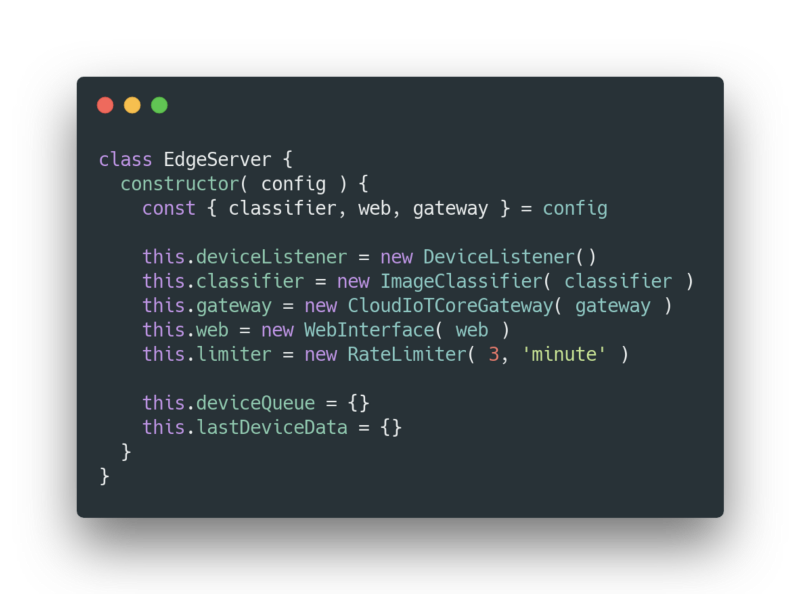 class EdgeServer {
  constructor( config ) {
    const { classifier, web, gateway } = config

    this.deviceListener = new DeviceListener()
    this.classifier = new ImageClassifier( classifier )
    this.gateway = new CloudIoTCoreGateway( gateway )
    this.web = new WebInterface( web )
    this.limiter = new RateLimiter( 3, 'minute' )

    this.deviceQueue = {}
    this.lastDeviceData = {}
  }
}